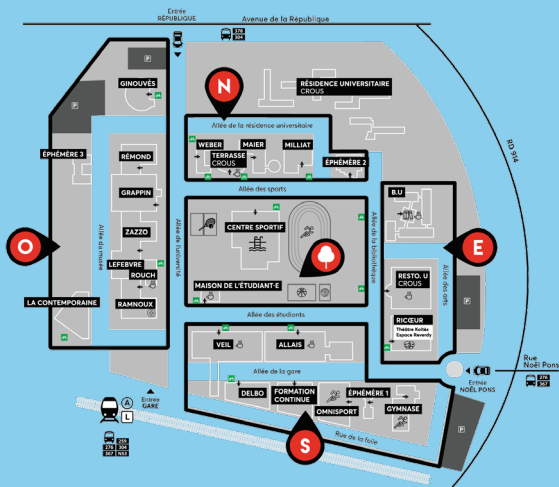 Entrée
RÉPUBLIQUE
Avenue de la République
378
304
P
GINOUVÈS
N
RÉSIDENCE UNIVERSITAIRE
CROUS
P
Allée de la résidence universitaire
RD 914
WEBER
MAIER
MILLIAT
TERRASSE
CROUS
ÉPHÉMÈRE 3
RÉMOND
ÉPHÉMÈRE 2
Allée des sports
GRAPPIN
B.U
Allée du musée
ZAZZO
Allée de l'université
CENTRE SPORTIF
Allée de la bibliothèque
O
E
LEFEBVRE
ROUCH
Allée des arts
RESTO. U
CROUS
MAISON DE L'ÉTUDIANT·E
LA CONTEMPORAINE
RAMNOUX
P
Allée des étudiants
RICŒUR
Théâtre Koltès
Espace Reverdy
VEIL
ALLAIS
Rue
Noël Pons
Allée de la gare
276
367
Entrée
NOËL PONS
Entrée
GARE
DELBO
FORMATION
CONTINUE
ÉPHÉMÈRE 1
A
L
OMNISPORT
GYMNASE
P
S
Rue de la folie
259
276 304
367 N53